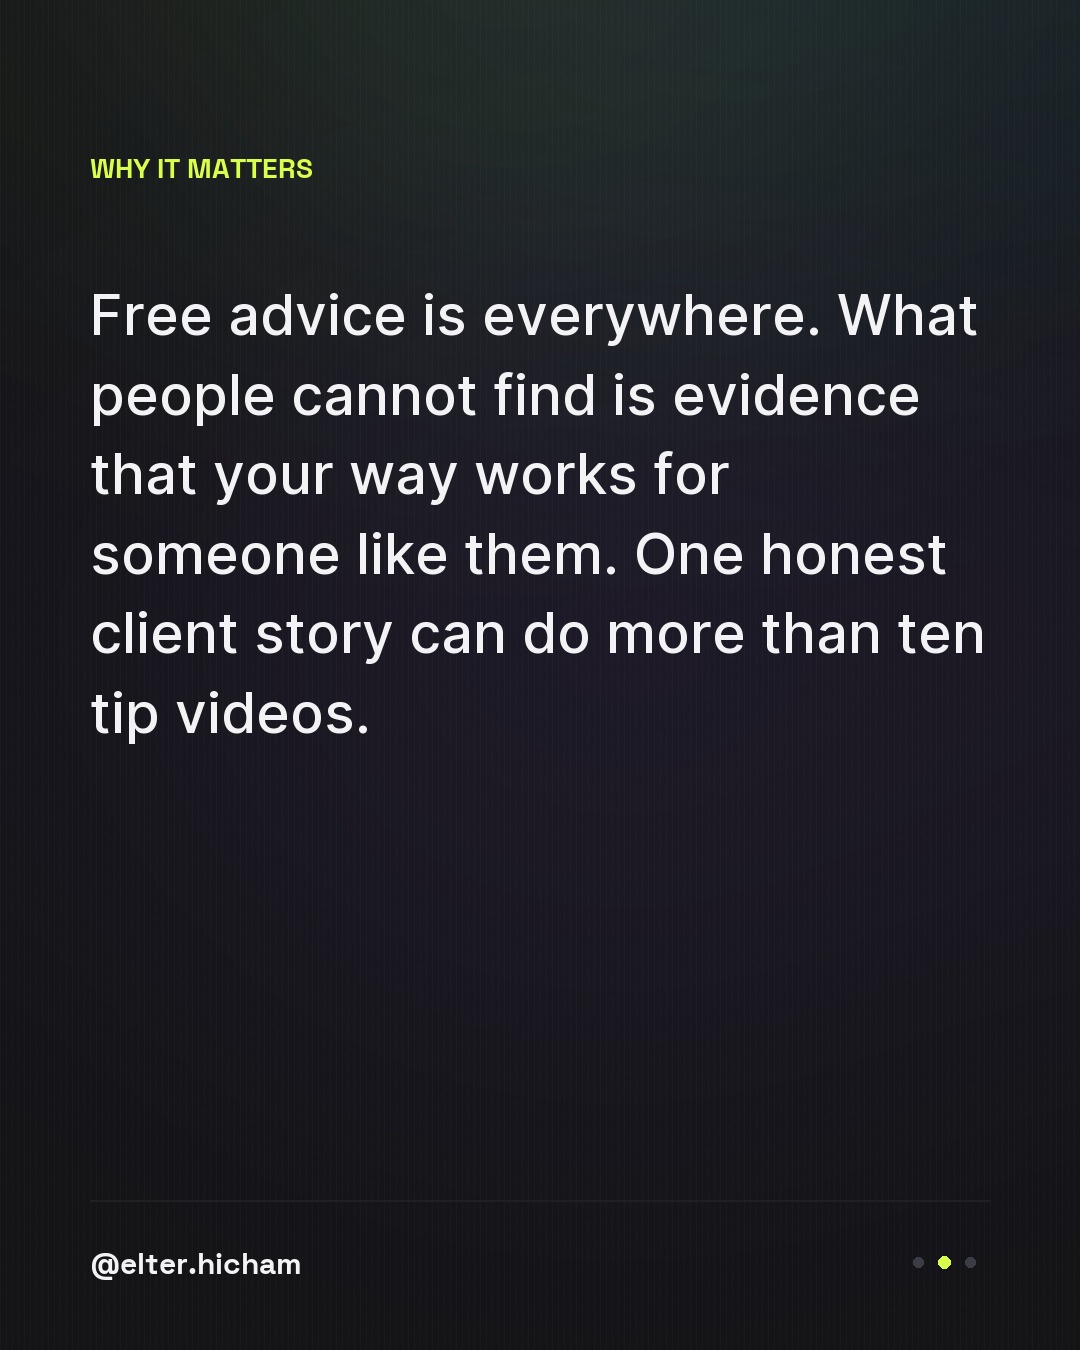 WHY IT MATTERS
Free advice is everywhere. What
people cannot find is evidence
that your way works for
someone like them. One honest
client story can do more than ten
tip videos.
@elter.hicham